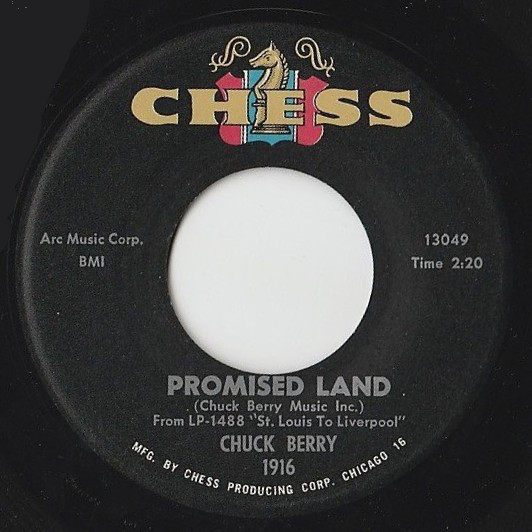 CHESS
Arc Music Corp.
BMI
13049
Time 2:20
PROMISED LAND
(Chuck Berry Music Inc.)
From LP-1488 "St. Louis To Liverpool"
CHUCK BERRY
1916
MFG. BY CHESS PRODUCING CORP. CHICAGO 16